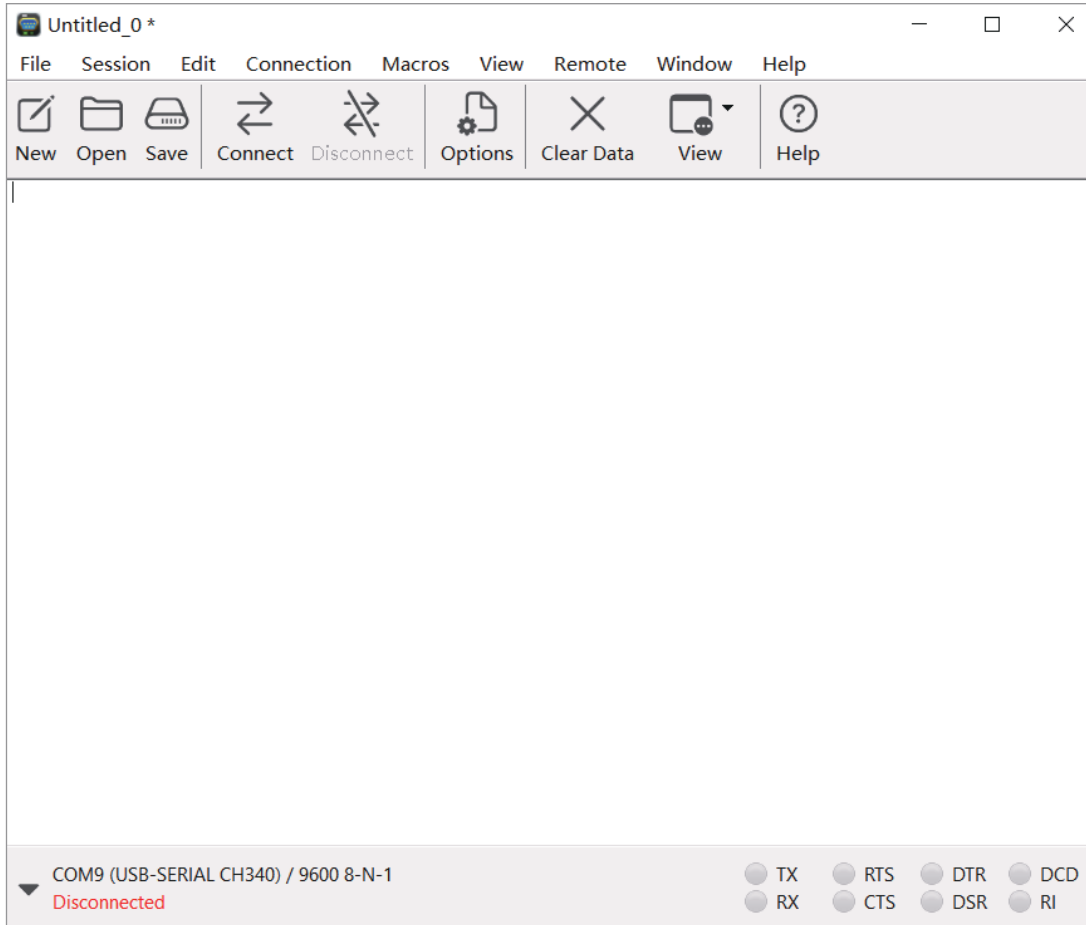 Untitled_0 *
File Session Edit Connection Macros View Remote Window Help
New Open Save Connect Disconnect Options Clear Data View Help
COM9 (USB-SERIAL CH340) / 9600 8-N-1
Disconnected
TX RTS DTR DCD
RX CTS DSR RI